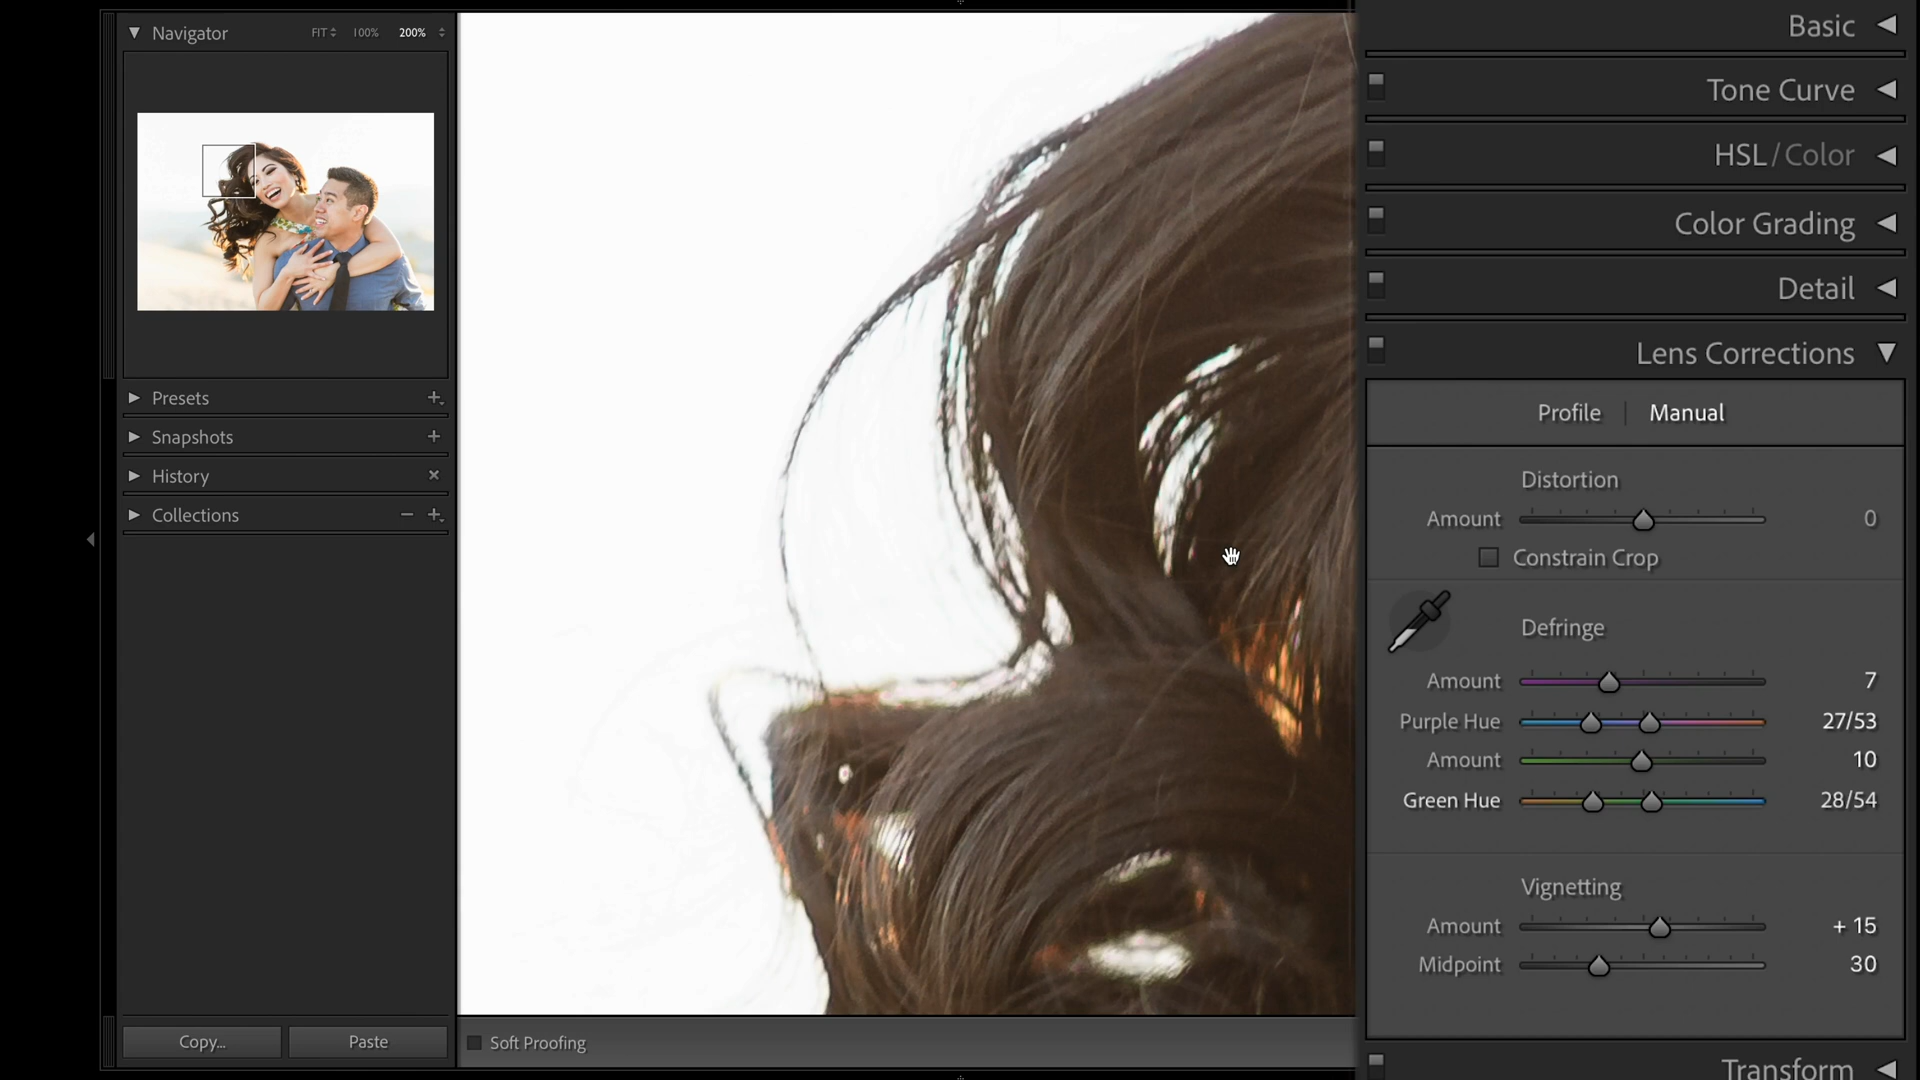 Navigator FIT 100% 200%
Presets
Snapshots
History
Collections
Copy... Paste
Soft Proofing
Basic
Tone Curve
HSL / Color
Color Grading
Detail
Lens Corrections
Profile | Manual
Distortion
Amount 0
Constrain Crop
Defringe
Amount 7
Purple Hue 27/53
Amount 10
Green Hue 28/54
Vignetting
Amount + 15
Midpoint 30
Transform